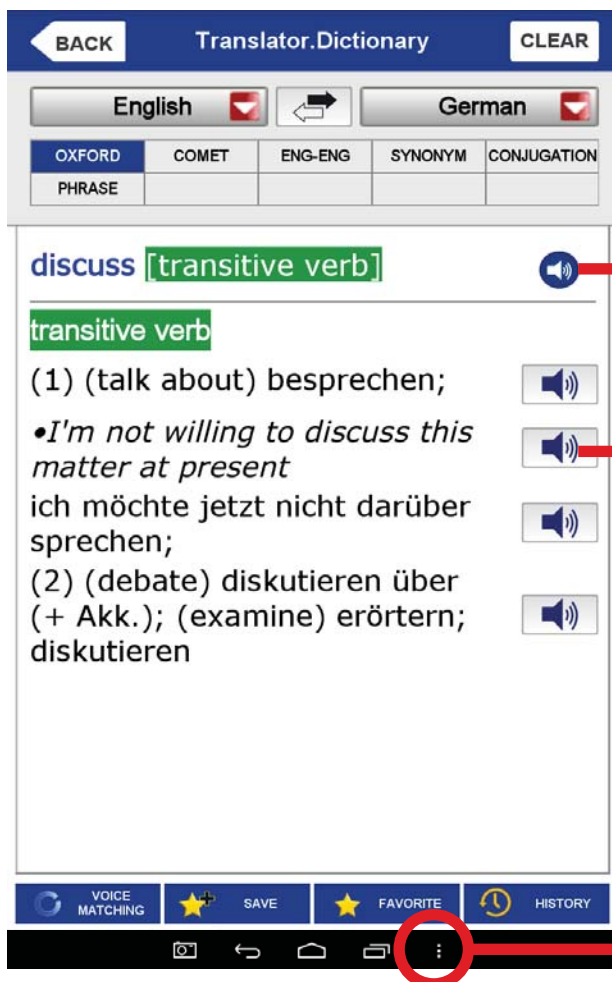 BACK Translator.Dictionary CLEAR
English German
OXFORD COMET ENG-ENG SYNONYM CONJUGATION
PHRASE
discuss [transitive verb]
transitive verb
(1) (talk about) besprechen;
•I'm not willing to discuss this
matter at present
ich möchte jetzt nicht darüber
sprechen;
(2) (debate) diskutieren über
(+ Akk.); (examine) erörtern;
diskutieren
VOICE MATCHING SAVE FAVORITE HISTORY